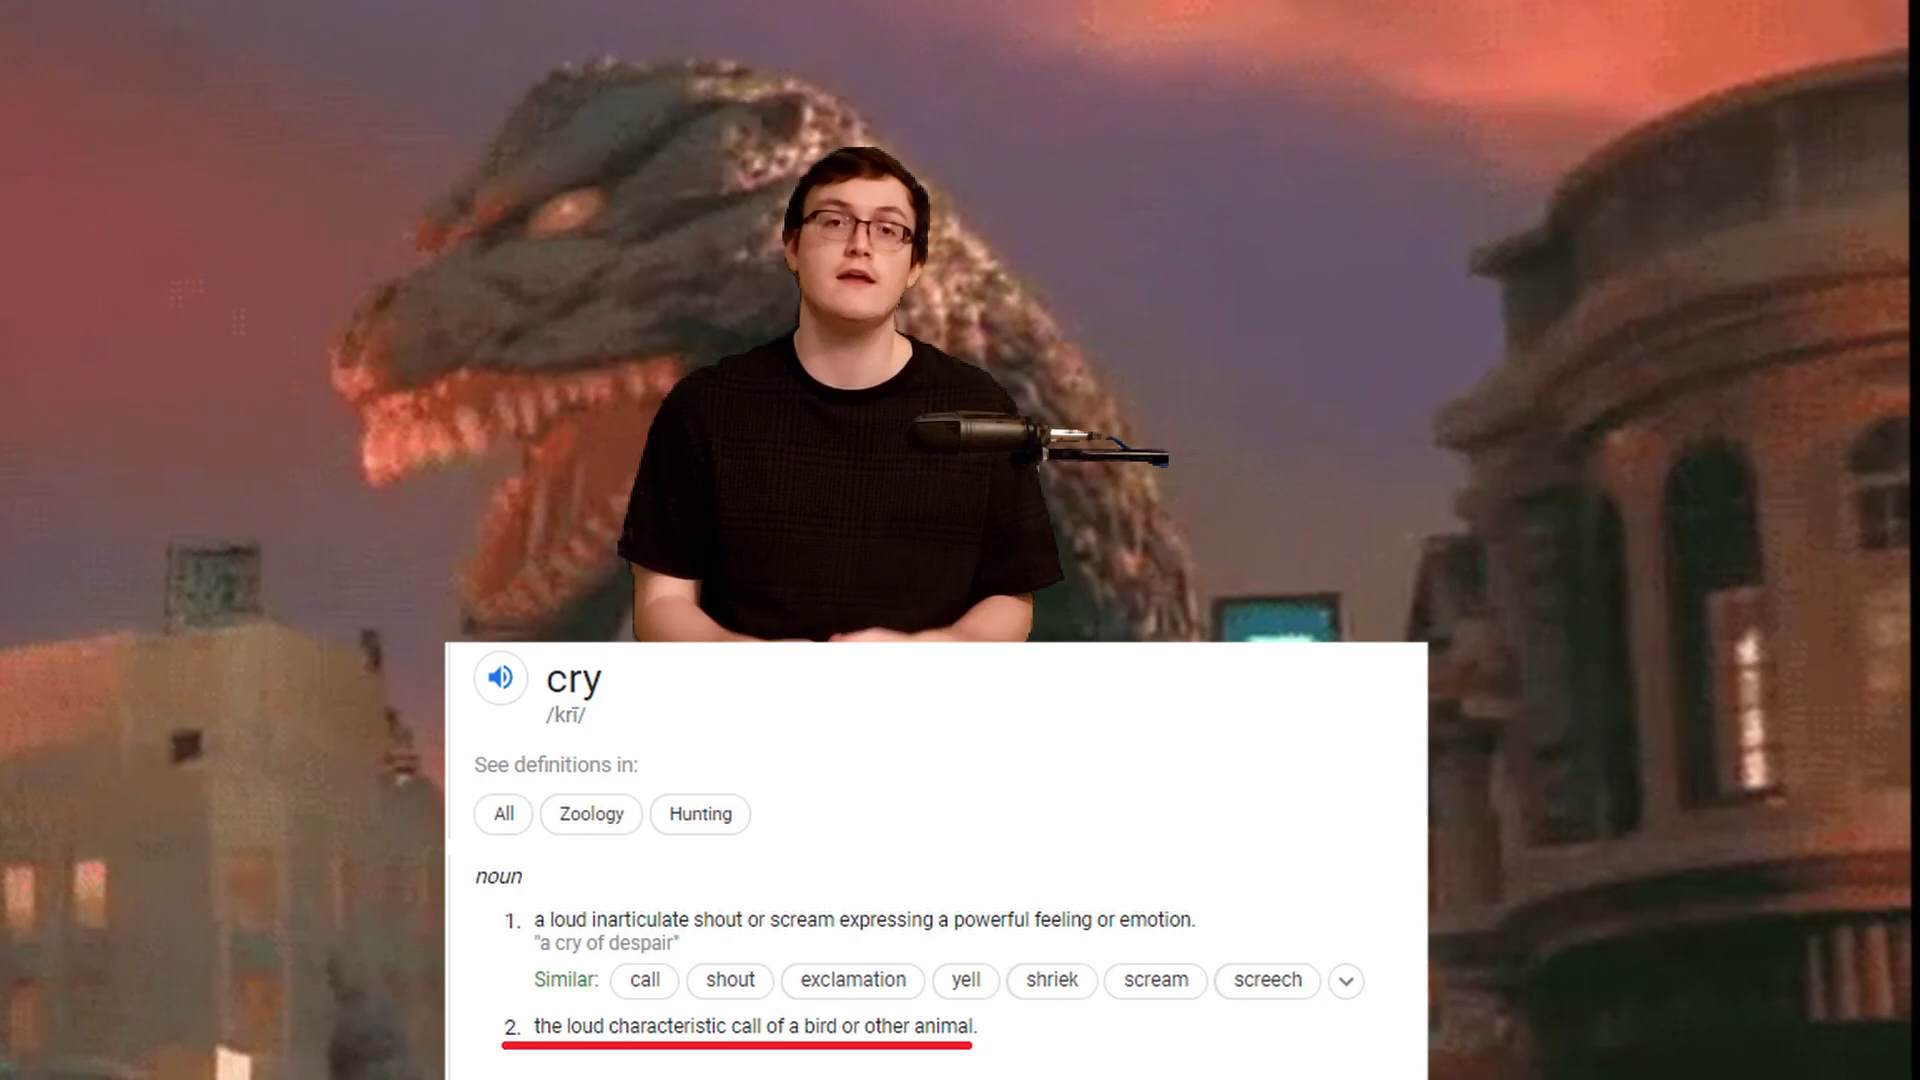 cry
/krī/
See definitions in:
All Zoology Hunting
noun
1. a loud inarticulate shout or scream expressing a powerful feeling or emotion.
"a cry of despair"
Similar: call shout exclamation yell shriek scream screech
2. the loud characteristic call of a bird or other animal.